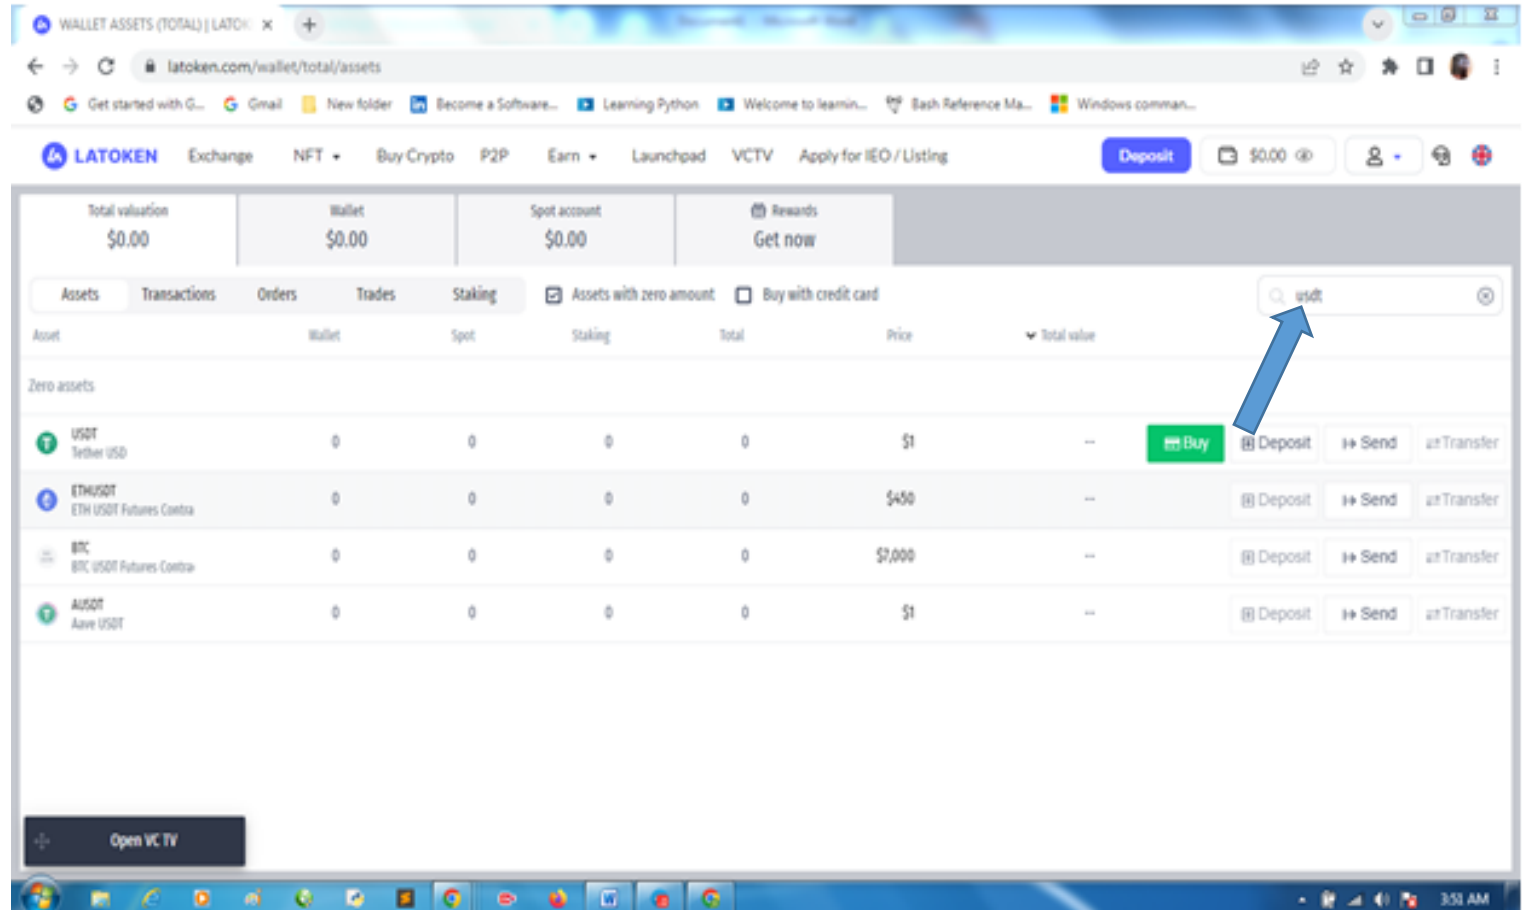 WALLET ASSETS (TOTAL) | LATOK
latoken.com/wallet/total/assets
Get started with G... Gmail New folder Become a Software... Learning Python Welcome to learnin... Bash Reference Ma... Windows comman...
LATOKEN Exchange NFT Buy Crypto P2P Earn Launchpad VCTV Apply for IEO / Listing Deposit $0.00
Total valuation Wallet Spot account Rewards
$0.00 $0.00 $0.00 Get now
Assets Transactions Orders Trades Staking Assets with zero amount Buy with credit card usdt
Asset Wallet Spot Staking Total Price Total value
Zero assets
USDT 0 0 0 0 $1 -- Buy Deposit Send Transfer
Tether USD
ETHUSDT 0 0 0 0 $450 -- Deposit Send Transfer
ETH USDT Futures Contra
BTC 0 0 0 0 $7,000 -- Deposit Send Transfer
BTC USDT Futures Contra
AUSDT 0 0 0 0 $1 -- Deposit Send Transfer
Aave USDT
Open VC TV
3:51 AM